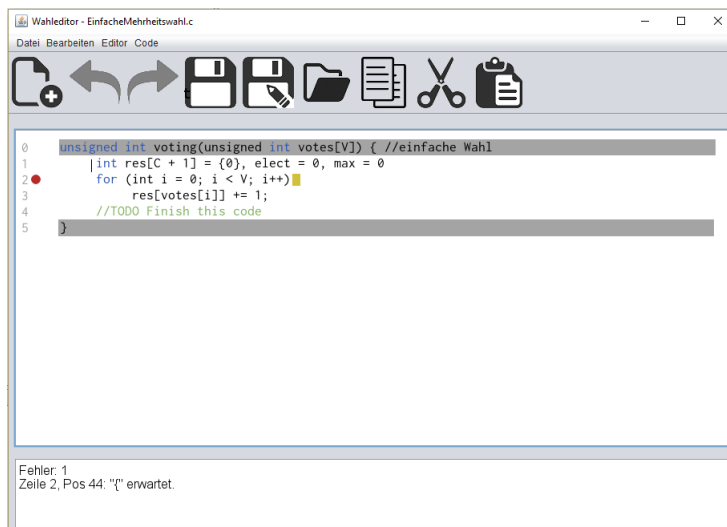 Wahleditor - EinfacheMehrheitswahl.c
Datei Bearbeiten Editor Code
0 unsigned int voting(unsigned int votes[V]) { //einfache Wahl
1 int res[C + 1] = {0}, elect = 0, max = 0
2 for (int i = 0; i < V; i++)
3 res[votes[i]] += 1;
4 //TODO Finish this code
5 }
Fehler: 1
Zeile 2, Pos 44: "{" erwartet.